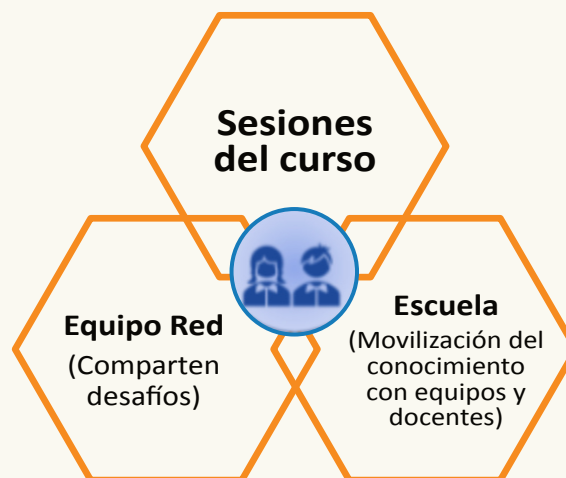 Sesiones
del curso
Equipo Red
(Comparten
desafíos)
Escuela
(Movilización del
conocimiento
con equipos y
docentes)